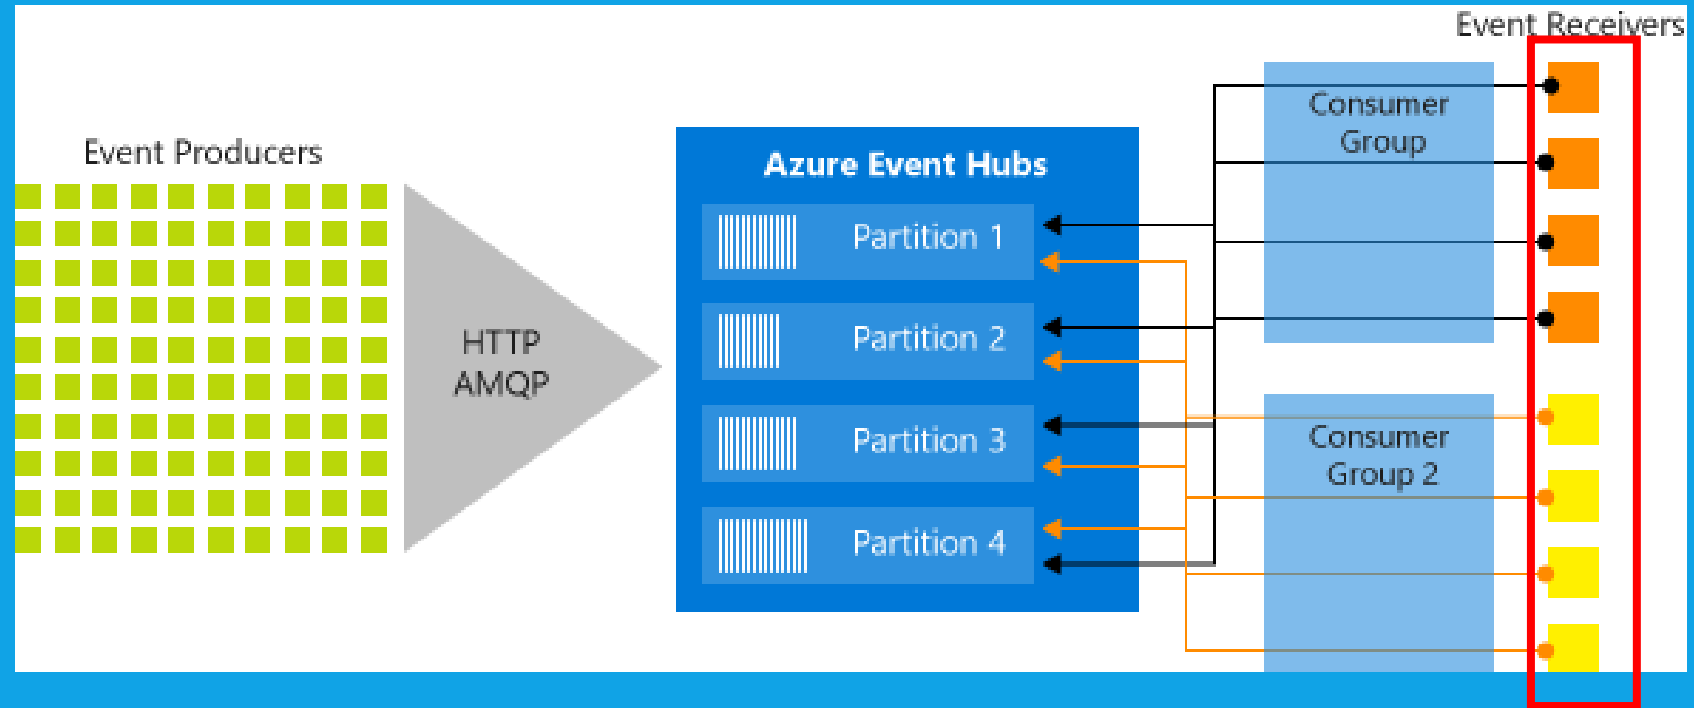 Event Receivers
Consumer
Group
Event Producers
Azure Event Hubs
Partition 1
Partition 2
HTTP
AMQP
Partition 3
Consumer
Group 2
Partition 4